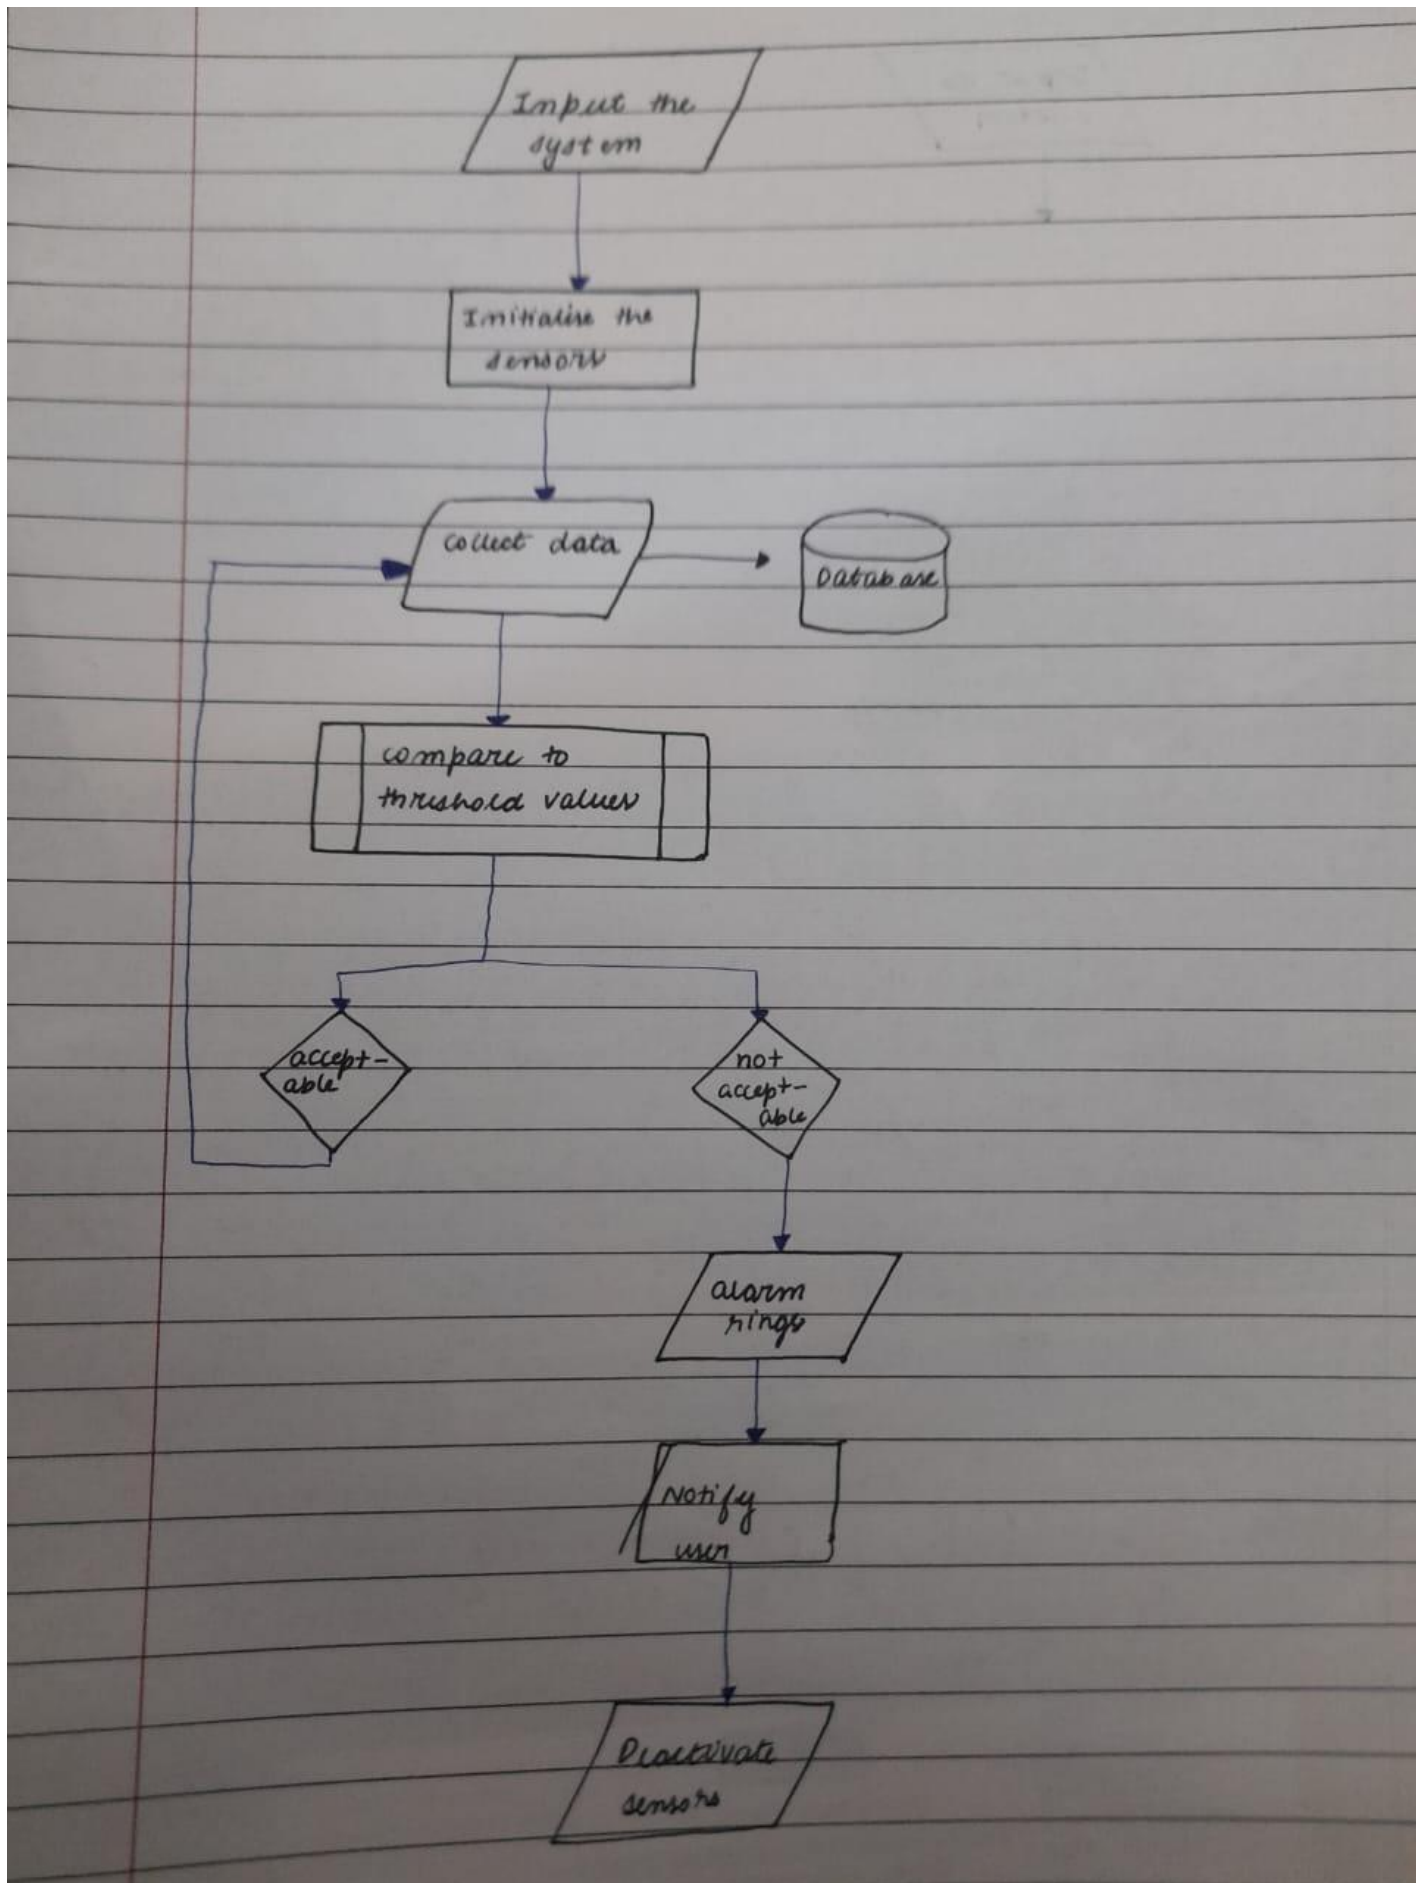 Input the
system
Initialise the
sensors
collect data
Database
compare to
threshold values
accept-
able
not
accept-
able
alarm
rings
Notify
user
Deactivate
sensors